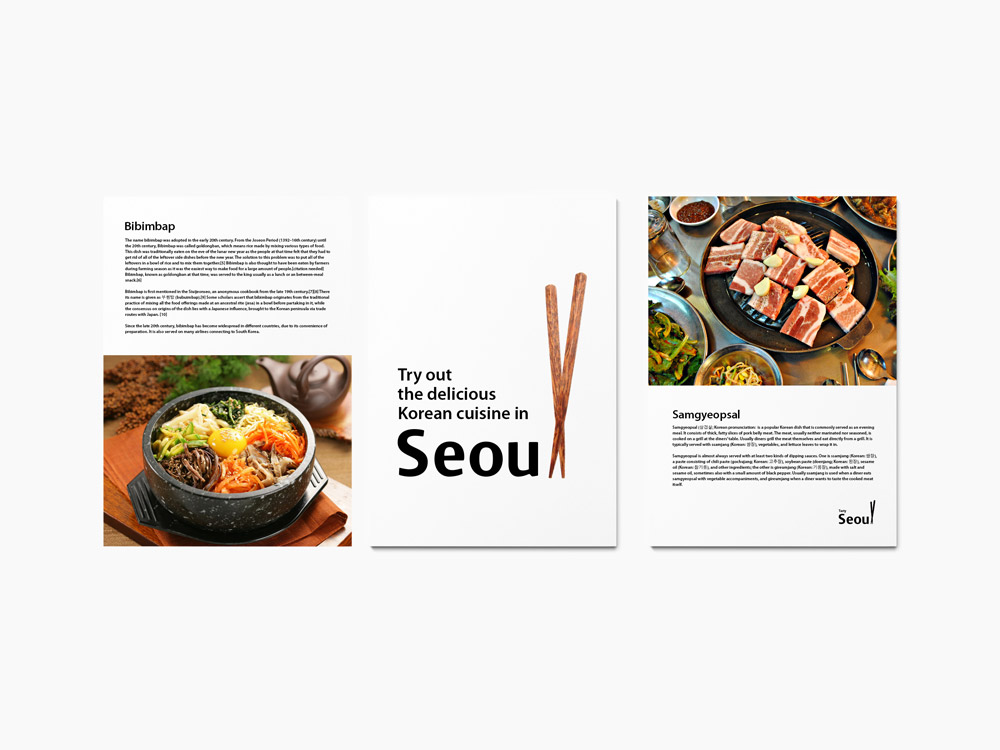 Bibimbap
The name bibimbap was adopted in the early 20th century. From the Joseon Period (1392–16th century) until
the 20th century, Bibimbap was called goldongban, which means rice made by mixing various types of food.
This dish was traditionally eaten on the eve of the lunar new year as the people at that time felt that they had to
get rid of all of the leftover side dishes before the new year. The solution to this problem was to put all of the
leftovers in a bowl of rice and to mix them together.[5] Bibimbap is also thought to have been eaten by farmers
during farming season as it was the easiest way to make food for a large amount of people.[citation needed]
Bibimbap, known as goldongban at that time, was served to the king usually as a lunch or an between-meal
snack.[6]
Bibimbap is first mentioned in the Siuijeonseo, an anonymous cookbook from the late 19th century.[7][8] There
its name is given as (bubuimbap).[9] Some scholars assert that bibimbap originates from the traditional
practice of mixing all the food offerings made at an ancestral rite (jesa) in a bowl before partaking in it, while
the consensus on origins of the dish lies with a Japanese influence, brought to the Korean peninsula via trade
routes with Japan. [10]
Since the late 20th century, bibimbap has become widespread in different countries, due to its convenience of
preparation. It is also served on many airlines connecting to South Korea.
Try out
the delicious
Korean cuisine in
Seou
Samgyeopsal
Samgyeopsal (삼겹살; Korean pronunciation: is a popular Korean dish that is commonly served as an evening
meal. It consists of thick, fatty slices of pork belly meat. The meat, usually neither marinated nor seasoned, is
cooked on a grill at the diners' table. Usually diners grill the meat themselves and eat directly from a grill. It is
typically served with ssamjang (Korean: 쌈장), vegetables, and lettuce leaves to wrap it in.
Samgyeopsal is almost always served with at least two kinds of dipping sauces. One is ssamjang (Korean: 쌈장),
a paste consisting of chili paste (gochujang; Korean: 고추장), soybean paste (doenjang; Korean: 된장), sesame
oil (Korean: 참기름), and other ingredients; the other is gireumjang (Korean: 기름장), made with salt and
sesame oil, sometimes also with a small amount of black pepper. Usually ssamjang is used when a diner eats
samgyeopsal with vegetable accompaniments, and gireumjang when a diner wants to taste the cooked meat
itself.
Tasty
Seou